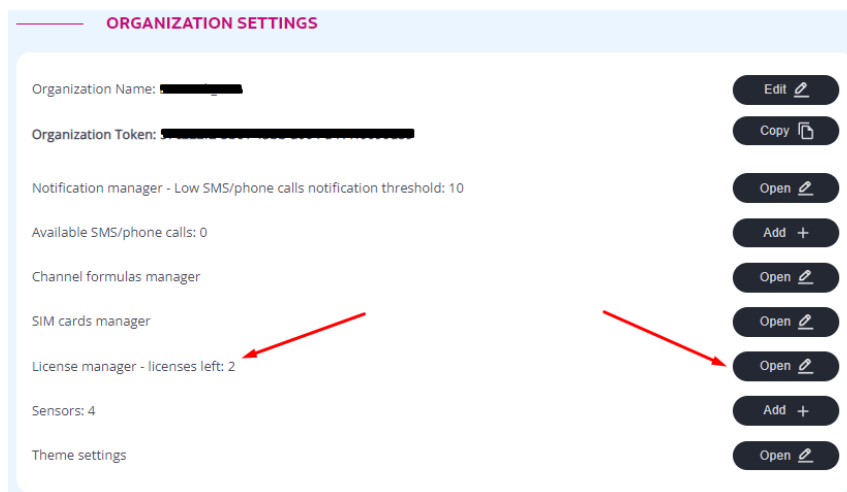 ORGANIZATION SETTINGS
Organization Name:
Edit
Organization Token:
Copy
Notification manager - Low SMS/phone calls notification threshold: 10
Open
Available SMS/phone calls: 0
Add +
Channel formulas manager
Open
SIM cards manager
Open
License manager - licenses left: 2
Open
Sensors: 4
Add +
Theme settings
Open